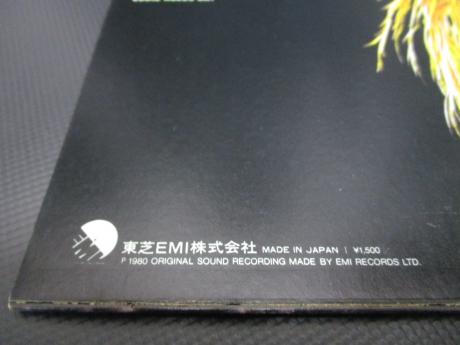 東芝EMI株式会社 MADE IN JAPAN | ¥1,500
℗ 1980 ORIGINAL SOUND RECORDING MADE BY EMI RECORDS LTD.